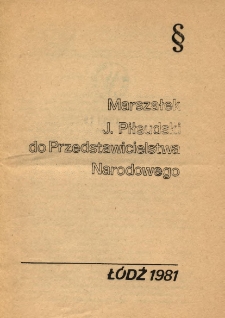 §
Marszałek
J. Piłsudski
do Przedstawicielstwa
Narodowego
ŁÓDŹ 1981